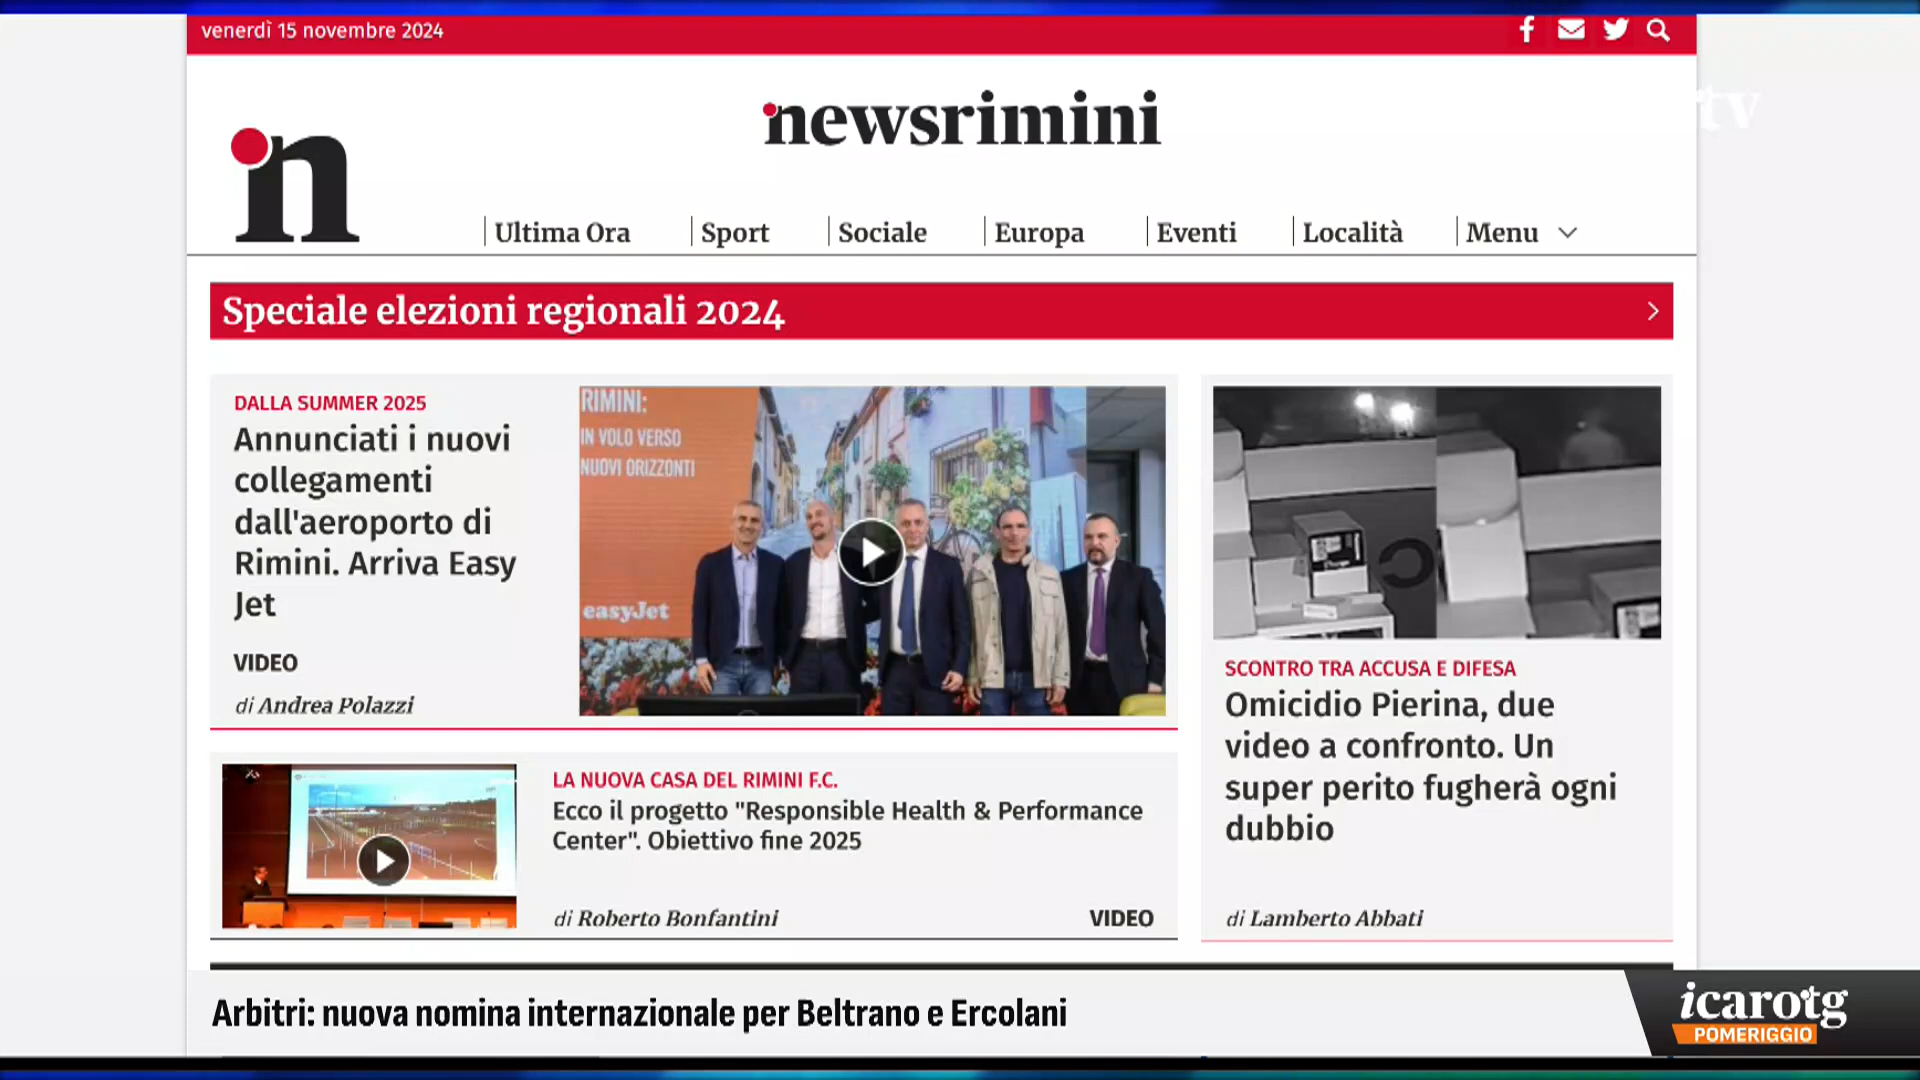 venerdì 15 novembre 2024
newsrimini
tv
in
Ultima Ora
Sport
Sociale
Europa
Eventi
Località
Menu
Speciale elezioni regionali 2024
DALLA SUMMER 2025
Annunciati i nuovi
collegamenti
dall'aeroporto di
Rimini. Arriva Easy
Jet
VIDEO
di Andrea Polazzi
RIMINI:
IN VOLO VERSO
NUOVI ORIZZONTI
easyJet
SCONTRO TRA ACCUSA E DIFESA
Omicidio Pierina, due
video a confronto. Un
super perito fugherà ogni
dubbio
di Lamberto Abbati
LA NUOVA CASA DEL RIMINI F.C.
Ecco il progetto "Responsible Health & Performance
Center". Obiettivo fine 2025
di Roberto Bonfantini
VIDEO
Arbitri: nuova nomina internazionale per Beltrano e Ercolani
icarotg
POMERIGGIO